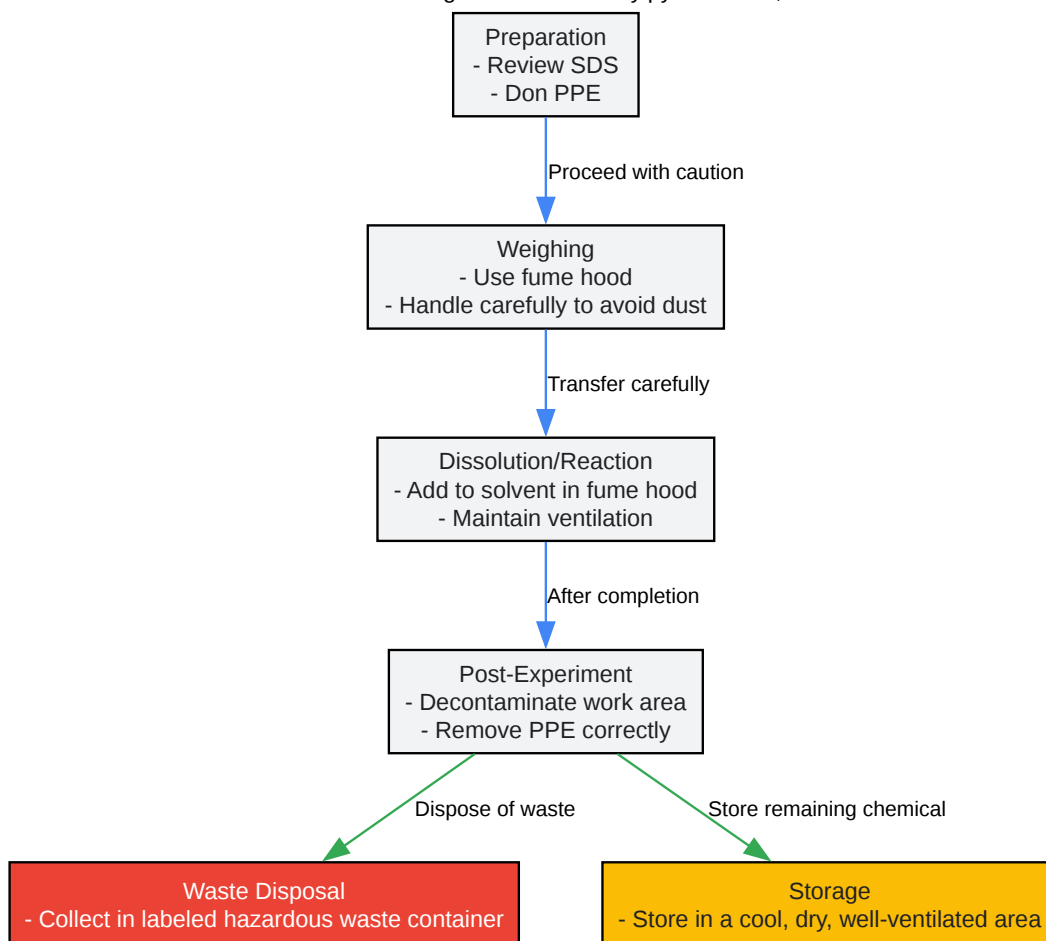 Preparation
- Review SDS
- Don PPE
Proceed with caution
Weighing
- Use fume hood
- Handle carefully to avoid dust
Transfer carefully
Dissolution/Reaction
- Add to solvent in fume hood
- Maintain ventilation
After completion
Post-Experiment
- Decontaminate work area
- Remove PPE correctly
Dispose of waste
Store remaining chemical
Waste Disposal
- Collect in labeled hazardous waste container
Storage
- Store in a cool, dry, well-ventilated area